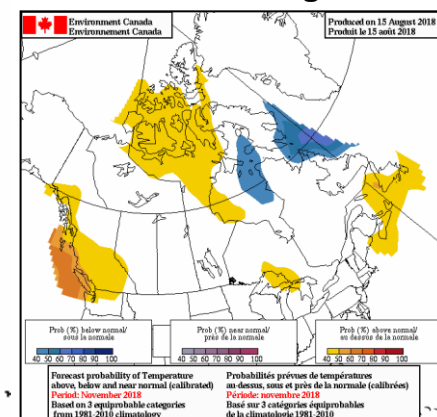 Environment Canada
Environnement Canada
Produced on 15 August 2018
Produit le 15 août 2018
Prob (%) below normal/
sous la normale
40 50 60 70 80 90 100
Prob (%) near normal/
près de la normale
40 50 60 70 80 90 100
Prob (%) above normal/
au dessus de la normale
40 50 60 70 80 90 100
Forecast probability of Temperature
above, below and near normal (calibrated)
Period: November 2018
Based on 3 equiprobable categories
from 1981-2010 climatology
Probabilités prévues de températures
au dessus, sous et près de la normale (calibrées)
Période: novembre 2018
Basé sur 3 catégories équiprobables
de la climatologie 1981-2010